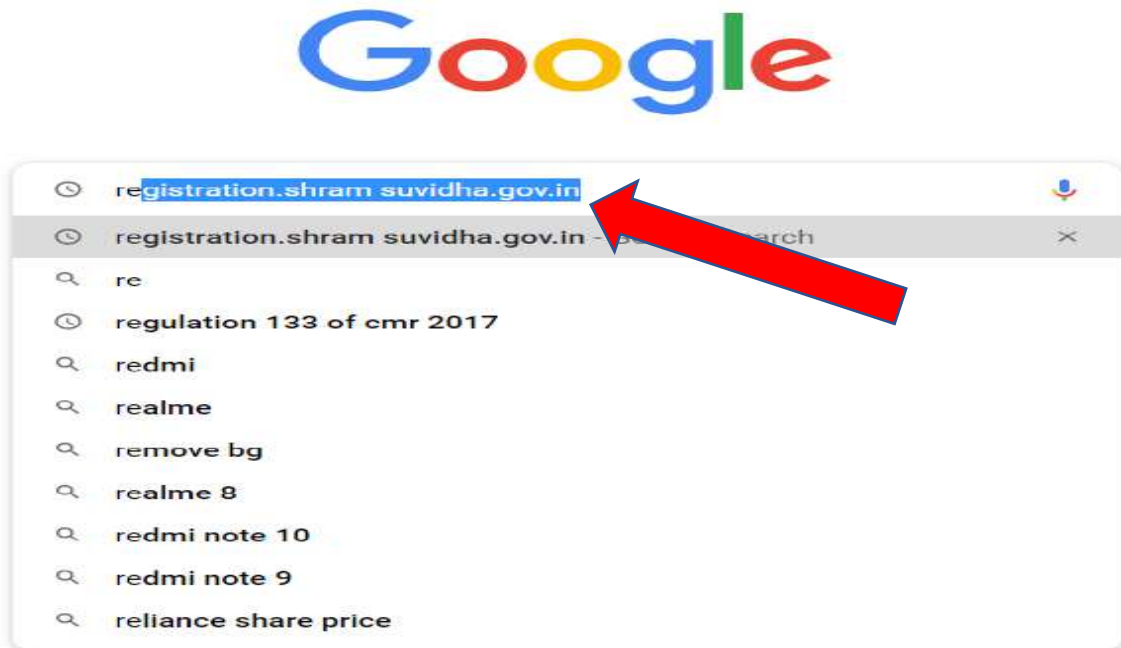 Google
registration.shram suvidha.gov.in
registration.shram suvidha.gov.in -
re
regulation 133 of cmr 2017
redmi
realme
remove bg
realme 8
redmi note 10
redmi note 9
reliance share price